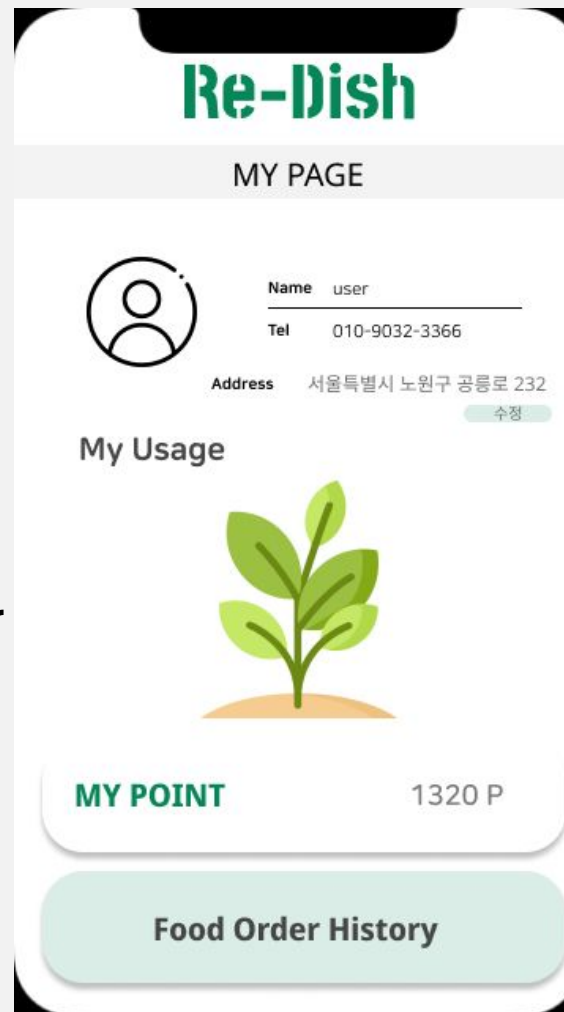 Re-Dish
MY PAGE
Name user
Tel 010-9032-3366
Address 서울특별시 노원구 공릉로 232
수정
My Usage
MY POINT 1320 P
Food Order History